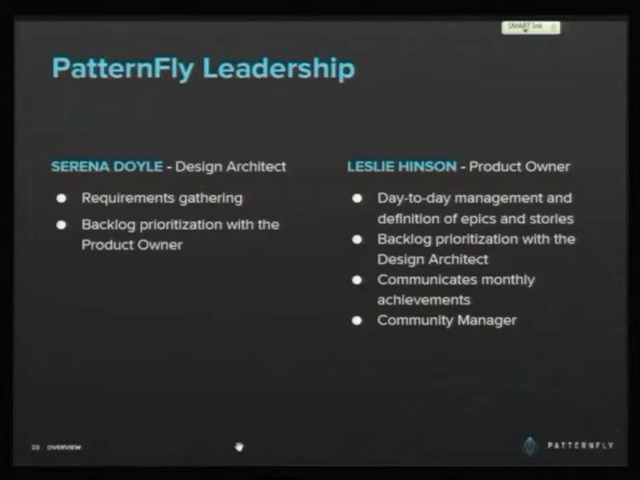 SMART Ink
PatternFly Leadership
SERENA DOYLE - Design Architect
Requirements gathering
Backlog prioritization with the
Product Owner
LESLIE HINSON - Product Owner
Day-to-day management and
definition of epics and stories
Backlog prioritization with the
Design Architect
Communicates monthly
achievements
Community Manager
OVERVIEW
PATTERNFLY